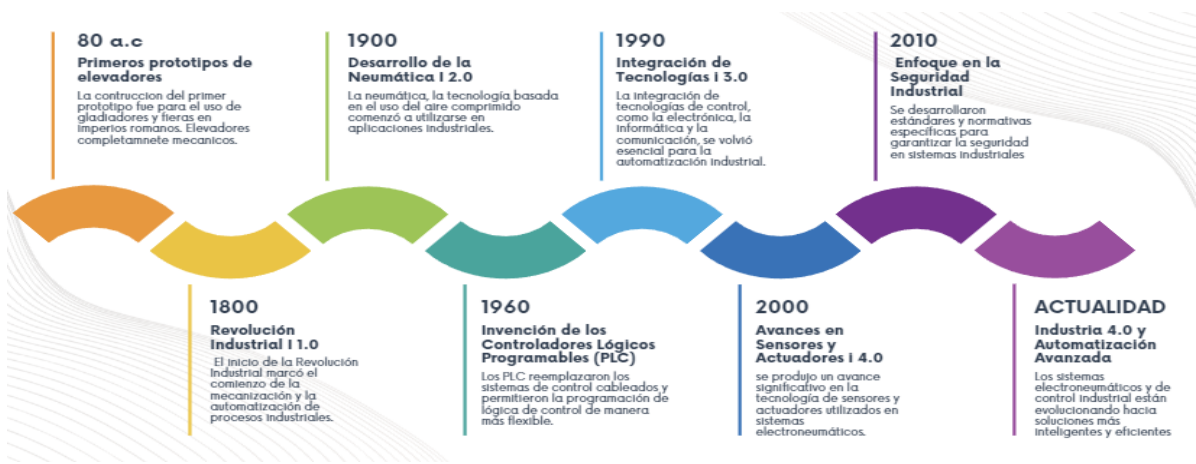 80 a.c
Primeros prototipos de
elevadores
La contruccion del primer
prototipo fue para el uso de
gladiadores y fieras en
imperios romanos. Elevadores
completamnete mecanicos.
1800
Revolución
Industrial I 1.0
El inicio de la Revolución
Industrial marcó el
comienzo de la
mecanización y la
automatización de
procesos industriales.
1900
Desarrollo de la
Neumática I 2.0
La neumática, la tecnología basada
en el uso del aire comprimido
comenzó a utilizarse en
aplicaciones industriales.
1960
Invención de los
Controladores Lógicos
Programables (PLC)
Los PLC reemplazaron los
sistemas de control cableados y
permitieron la programación de
lógica de control de manera
más flexible.
1990
Integración de
Tecnologías i 3.0
La integración de
tecnologías de control,
como la electrónica, la
informática y la
comunicación, se volvió
esencial para la
automatización industrial.
2000
Avances en
Sensores y
Actuadores i 4.0
se produjo un avance
significativo en la
tecnología de sensores y
actuadores utilizados en
sistemas
electroneumáticos.
2010
Enfoque en la
Seguridad
Industrial
Se desarrollaron
estándares y normativas
específicas para
garantizar la seguridad
en sistemas industriales
ACTUALIDAD
Industria 4.0 y
Automatización
Avanzada
Los sistemas
electroneumáticos y de
control industrial están
evolucionando hacia
soluciones más
inteligentes y eficientes